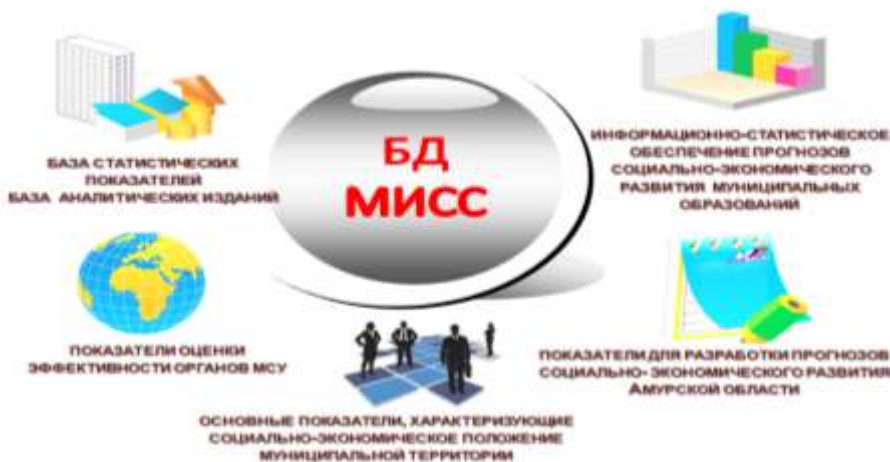 БД
МИСС
БАЗА СТАТИСТИЧЕСКИХ
ПОКАЗАТЕЛЕЙ
БАЗА АНАЛИТИЧЕСКИХ ИЗДАНИЙ
ИНФОРМАЦИОННО-СТАТИСТИЧЕСКОЕ
ОБЕСПЕЧЕНИЕ ПРОГНОЗОВ
СОЦИАЛЬНО-ЭКОНОМИЧЕСКОГО
РАЗВИТИЯ МУНИЦИПАЛЬНЫХ
ОБРАЗОВАНИЙ
ПОКАЗАТЕЛИ ОЦЕНКИ
ЭФФЕКТИВНОСТИ ОРГАНОВ МСУ
ПОКАЗАТЕЛИ ДЛЯ РАЗРАБОТКИ ПРОГНОЗОВ
СОЦИАЛЬНО- ЭКОНОМИЧЕСКОГО РАЗВИТИЯ
АМУРСКОЙ ОБЛАСТИ
ОСНОВНЫЕ ПОКАЗАТЕЛИ, ХАРАКТЕРИЗУЮЩИЕ
СОЦИАЛЬНО-ЭКОНОМИЧЕСКОЕ ПОЛОЖЕНИЕ
МУНИЦИПАЛЬНОЙ ТЕРРИТОРИИ